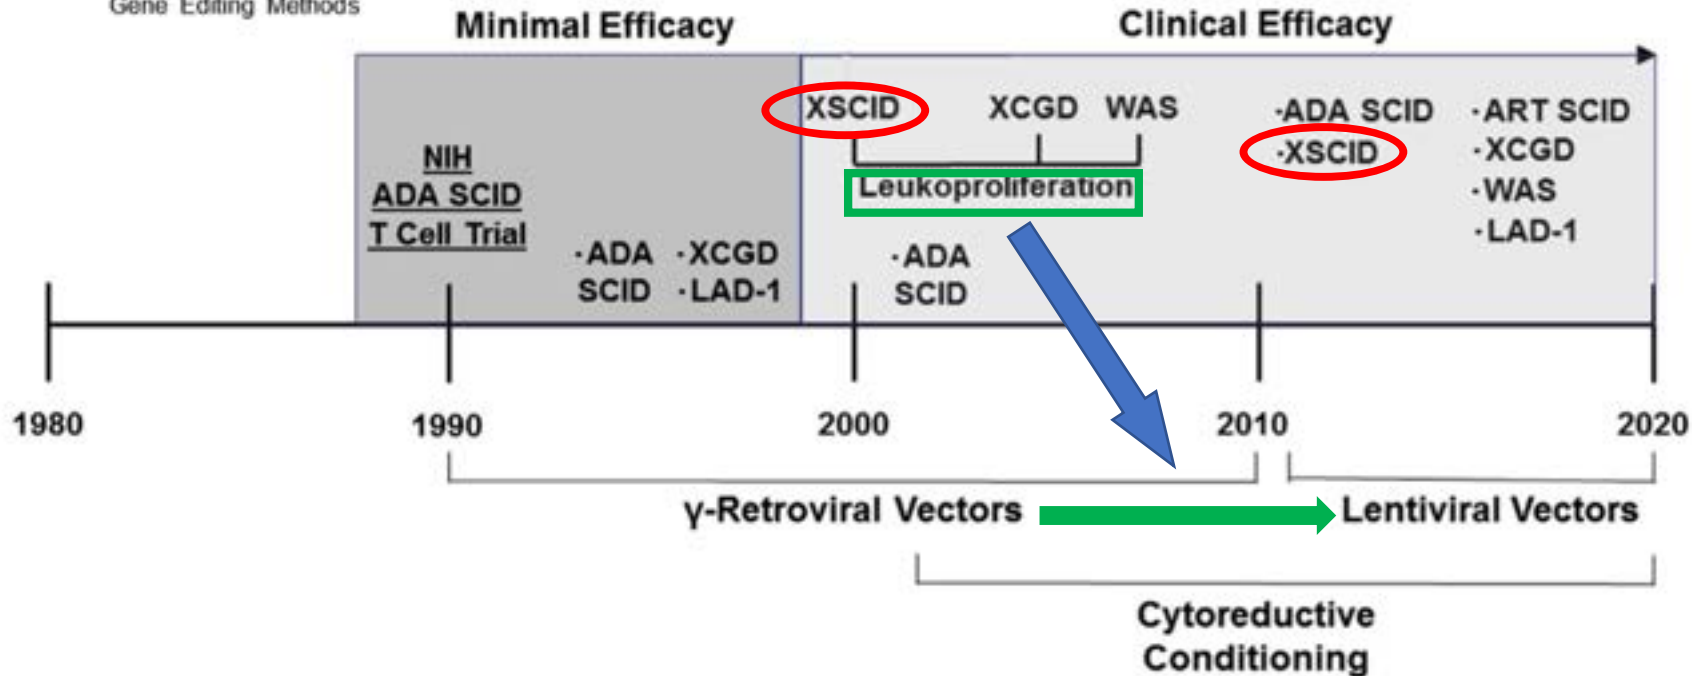 Gene Editing Methods
Minimal Efficacy
Clinical Efficacy
NIH
ADA SCID
T Cell Trial
·ADA
SCID
·XCGD
·LAD-1
XSCID
XCGD
WAS
Leukoproliferation
·ADA
SCID
·ADA SCID
·XSCID
·ART SCID
·XCGD
·WAS
·LAD-1
1980
1990
2000
2010
2020
γ-Retroviral Vectors
Lentiviral Vectors
Cytoreductive
Conditioning